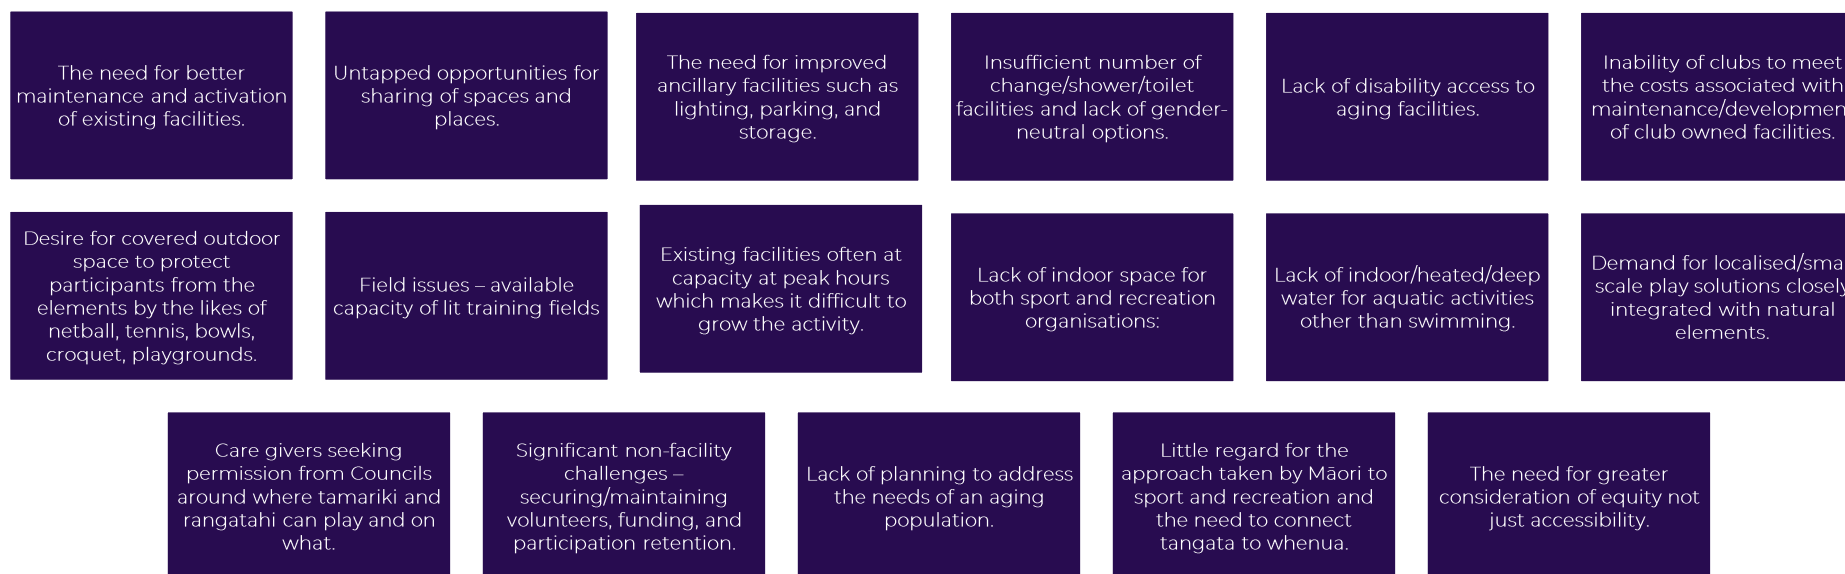 The need for better
maintenance and activation
of existing facilities.
Untapped opportunities for
sharing of spaces and
places.
The need for improved
ancillary facilities such as
lighting, parking, and
storage.
Insufficient number of
change/shower/toilet
facilities and lack of gender-
neutral options.
Lack of disability access to
aging facilities.
Inability of clubs to meet
the costs associated with
maintenance/developmen
of club owned facilities.
Desire for covered outdoor
space to protect
participants from the
elements by the likes of
netball, tennis, bowls,
croquet, playgrounds.
Field issues – available
capacity of lit training fields
Existing facilities often at
capacity at peak hours
which makes it difficult to
grow the activity.
Lack of indoor space for
both sport and recreation
organisations:
Lack of indoor/heated/deep
water for aquatic activities
other than swimming.
Demand for localised/sma
scale play solutions closely
integrated with natural
elements.
Care givers seeking
permission from Councils
around where tamariki and
rangatahi can play and on
what.
Significant non-facility
challenges –
securing/maintaining
volunteers, funding, and
participation retention.
Lack of planning to address
the needs of an aging
population.
Little regard for the
approach taken by Māori to
sport and recreation and
the need to connect
tangata to whenua.
The need for greater
consideration of equity not
just accessibility.